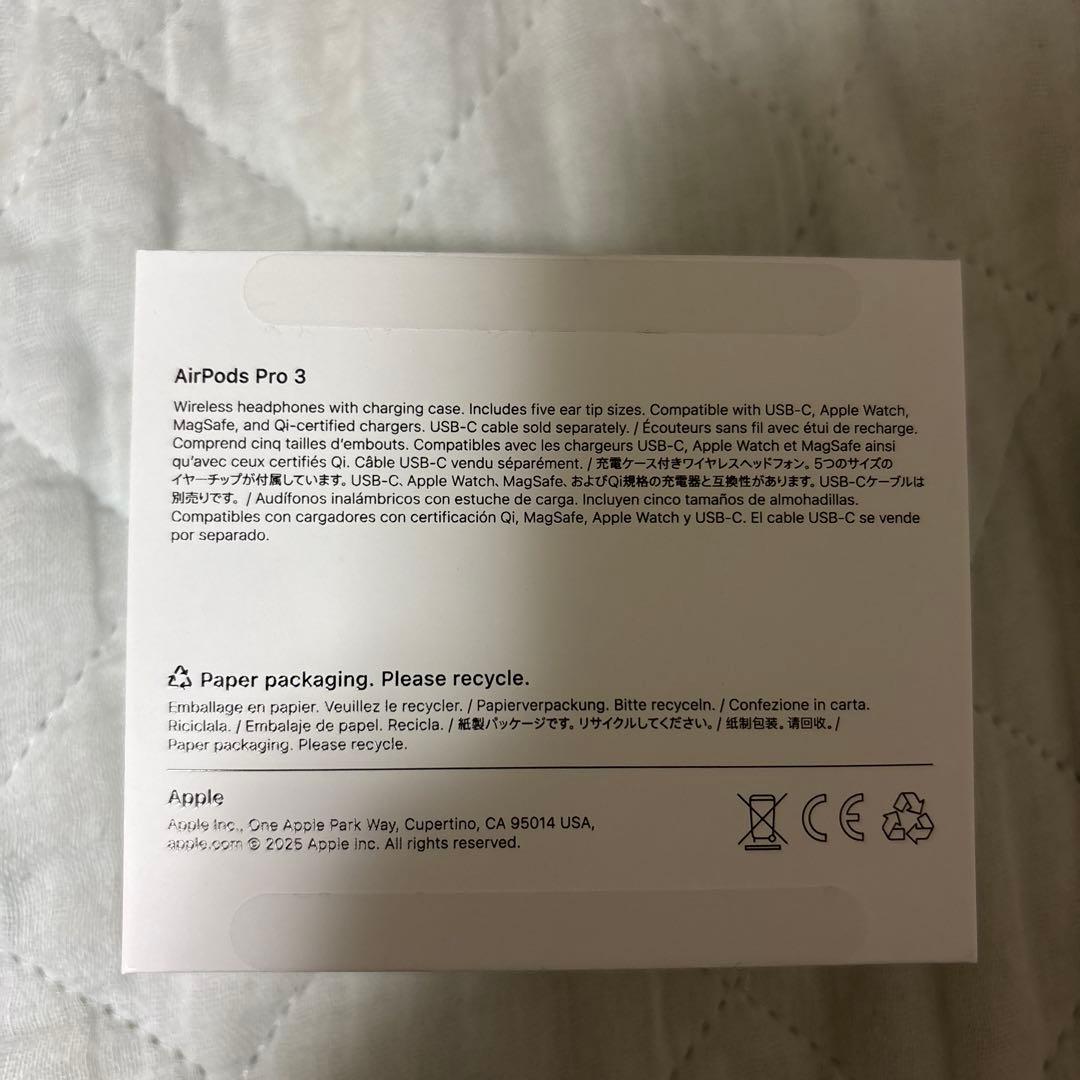 AirPods Pro 3
Wireless headphones with charging case. Includes five ear tip sizes. Compatible with USB-C, Apple Watch,
MagSafe, and Qi-certified chargers. USB-C cable sold separately. / Écouteurs sans fil avec étui de recharge.
Comprend cinq tailles d'embouts. Compatibles avec les chargeurs USB-C, Apple Watch et MagSafe ainsi
qu'avec ceux certifiés Qi. Câble USB-C vendu séparément. / 充電ケース付きワイヤレスヘッドフォン。5つのサイズの
イヤーチップが付属しています。USB-C、Apple Watch、MagSafe、およびQi規格の充電器と互換性があります。USB-Cケーブルは
別売りです。 / Audífonos inalámbricos con estuche de carga. Incluyen cinco tamaños de almohadillas.
Compatibles con cargadores con certificación Qi, MagSafe, Apple Watch y USB-C. El cable USB-C se vende
por separado.
Paper packaging. Please recycle.
Emballage en papier. Veuillez le recycler. / Papierverpackung. Bitte recyceln. / Confezione in carta.
Riciclala. / Embalaje de papel. Recicla. / 紙製パッケージです。リサイクルしてください。 / 纸制包装。请回收。 /
Paper packaging. Please recycle.
Apple
Apple Inc., One Apple Park Way, Cupertino, CA 95014 USA,
apple.com © 2025 Apple Inc. All rights reserved.
CE